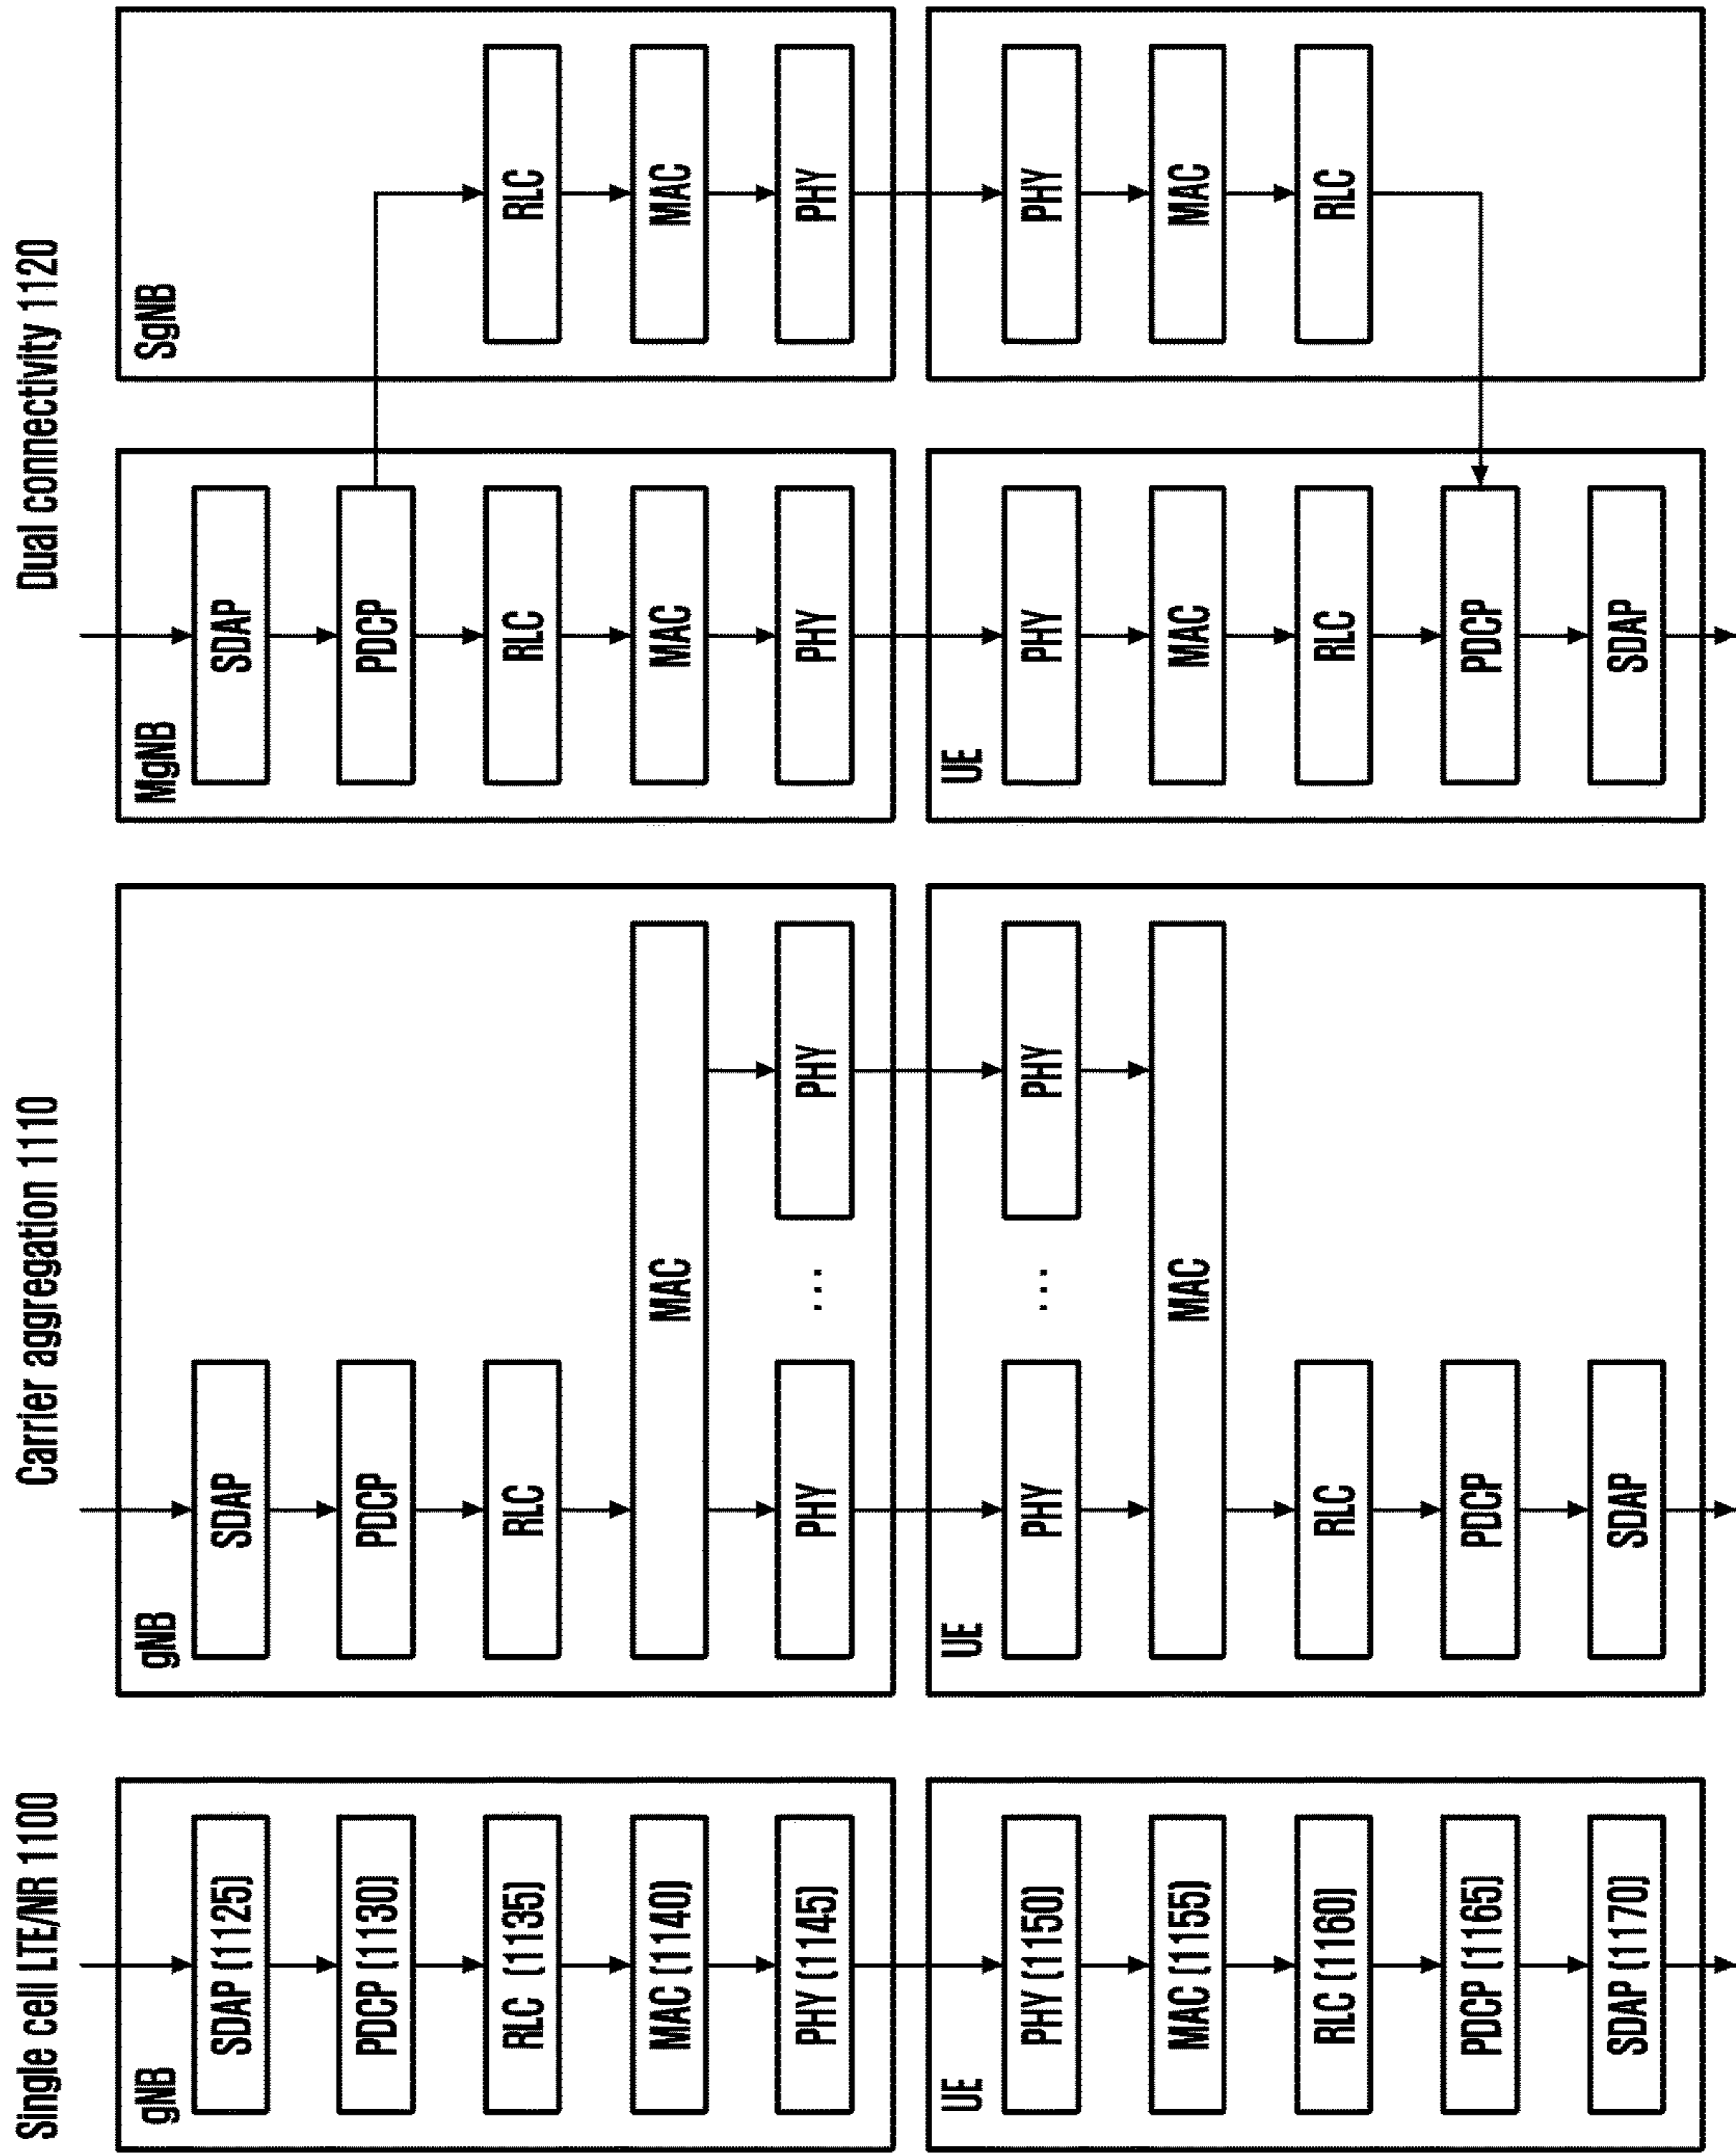 Single cell LTE/NR 1100
gNB
SDAP (1125)
PDCP (1130)
RLC (1135)
MAC (1140)
PHY (1145)
UE
PHY (1150)
MAC (1155)
RLC (1160)
PDCP (1165)
SDAP (1170)
Carrier aggregation 1110
gNB
SDAP
PDCP
RLC
MAC
PHY
...
PHY
UE
PHY
...
PHY
MAC
RLC
PDCP
SDAP
Dual connectivity 1120
MgNB
SDAP
PDCP
RLC
MAC
PHY
SgNB
RLC
MAC
PHY
UE
PHY
MAC
RLC
PDCP
SDAP
PHY
MAC
RLC